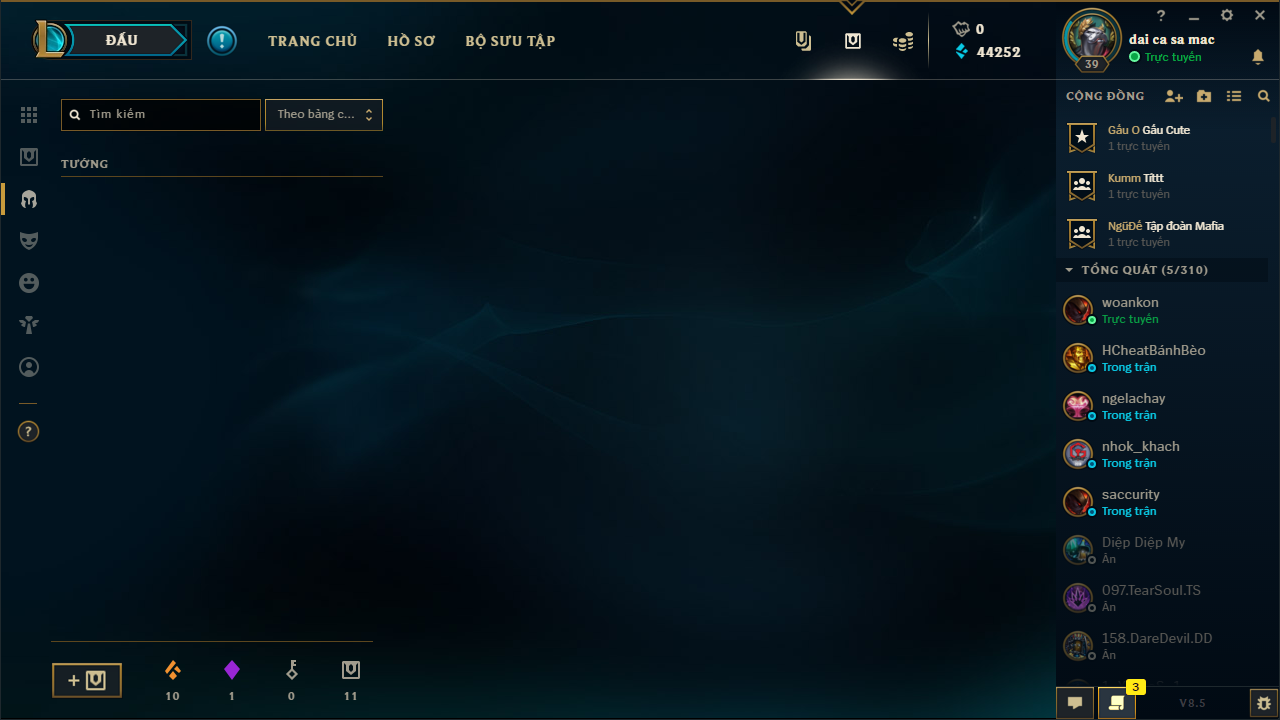 ĐẤU
!
TRANG CHỦ
HỒ SƠ
BỘ SƯU TẬP
0
44252
?
39
dai ca sa mac
Trực tuyến
Tìm kiếm
Theo bảng c...
TƯỚNG
?
10
1
0
11
CỘNG ĐỒNG
Gấu O Gấu Cute
1 trực tuyến
Kumm Títtt
1 trực tuyến
NgũĐế Tập đoàn Mafia
1 trực tuyến
TỔNG QUÁT (5/310)
woankon
Trực tuyến
HCheatBánhBèo
Trong trận
ngelachay
Trong trận
nhok_khach
Trong trận
saccurity
Trong trận
Diệp Diệp My
Ẩn
097.TearSoul.TS
Ẩn
158.DareDevil.DD
Ẩn
3
V8.5